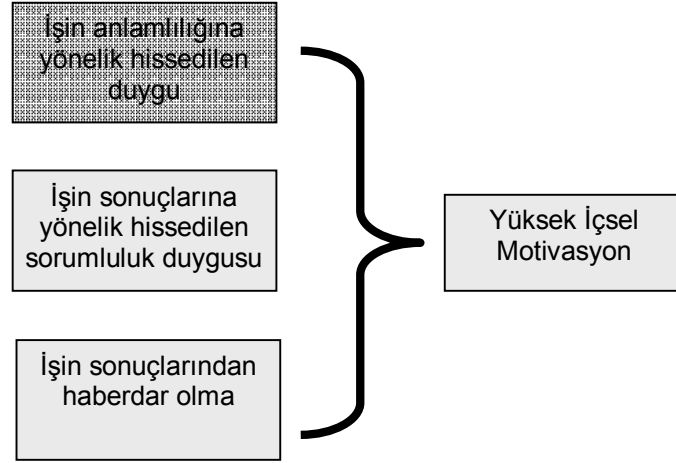 İşin anlamlılığına
yönelik hissedilen
duygu
İşin sonuçlarına
yönelik hissedilen
sorumluluk duygusu
İşin sonuçlarından
haberdar olma
Yüksek İçsel
Motivasyon